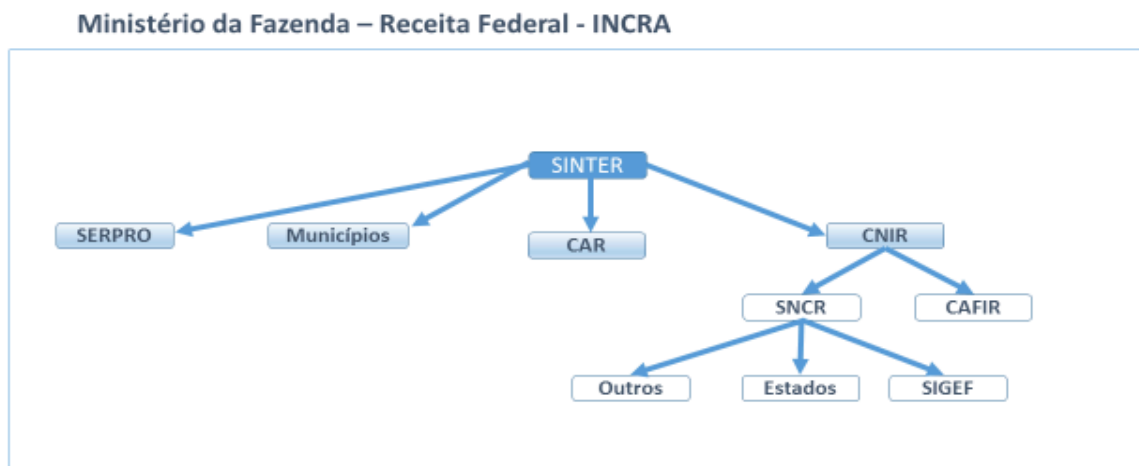 Ministério da Fazenda – Receita Federal - INCRA
SINTER
SERPRO
Municípios
CAR
CNIR
SNCR
CAFIR
Outros
Estados
SIGEF